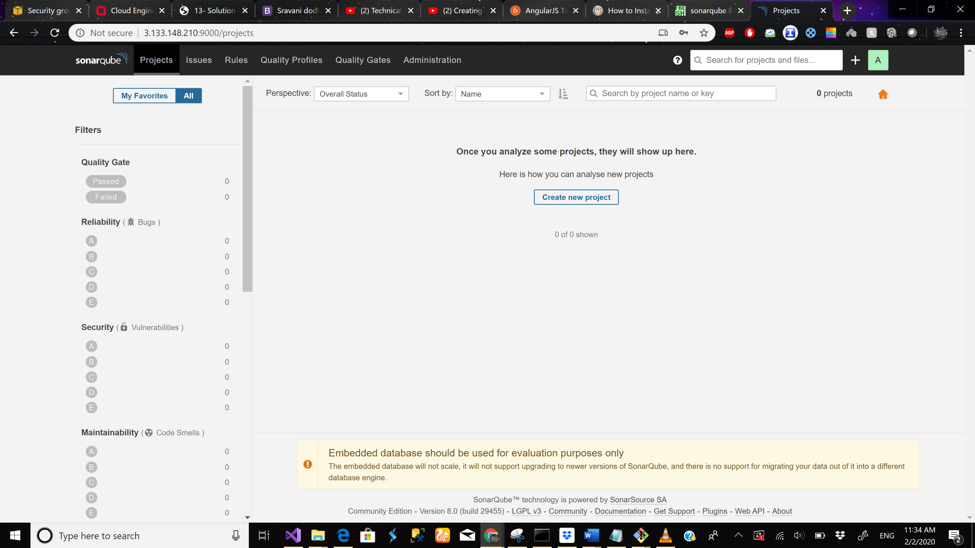 Security gro
Cloud Engin
13- Solution
Sravani dodl
(2) Technical
(2) Creating
AngularJS Tu
How to Insta
sonarqube i
Projects
Not secure 3.133.148.210:9000/projects
sonarqube Projects Issues Rules Quality Profiles Quality Gates Administration Search for projects and files... A
My Favorites All
Perspective: Overall Status Sort by: Name Search by project name or key 0 projects
Filters
Quality Gate
Passed 0
Failed 0
Reliability ( Bugs )
A 0
B 0
C 0
D 0
E 0
Security ( Vulnerabilities )
A 0
B 0
C 0
D 0
E 0
Maintainability ( Code Smells )
A 0
B 0
C 0
D 0
E 0
Once you analyze some projects, they will show up here.
Here is how you can analyse new projects
Create new project
0 of 0 shown
Embedded database should be used for evaluation purposes only
The embedded database will not scale, it will not support upgrading to newer versions of SonarQube, and there is no support for migrating your data out of it into a different
database engine.
SonarQube™ technology is powered by SonarSource SA
Community Edition - Version 8.0 (build 29455) - LGPL v3 - Community - Documentation - Get Support - Plugins - Web API - About
Type here to search
ENG
11:34 AM
2/2/2020
2